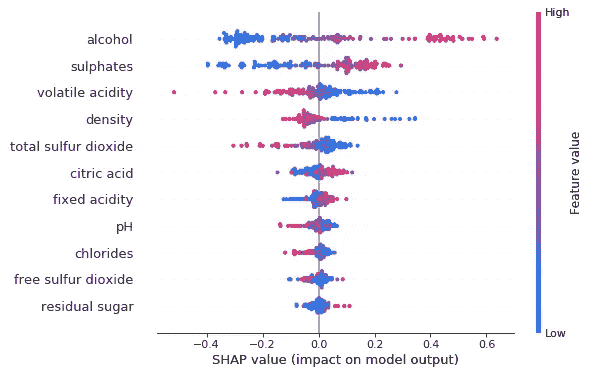 High
alcohol
sulphates
volatile acidity
density
total sulfur dioxide
citric acid
fixed acidity
pH
chlorides
free sulfur dioxide
residual sugar
Feature value
Low
−0.4 −0.2 0.0 0.2 0.4 0.6
SHAP value (impact on model output)